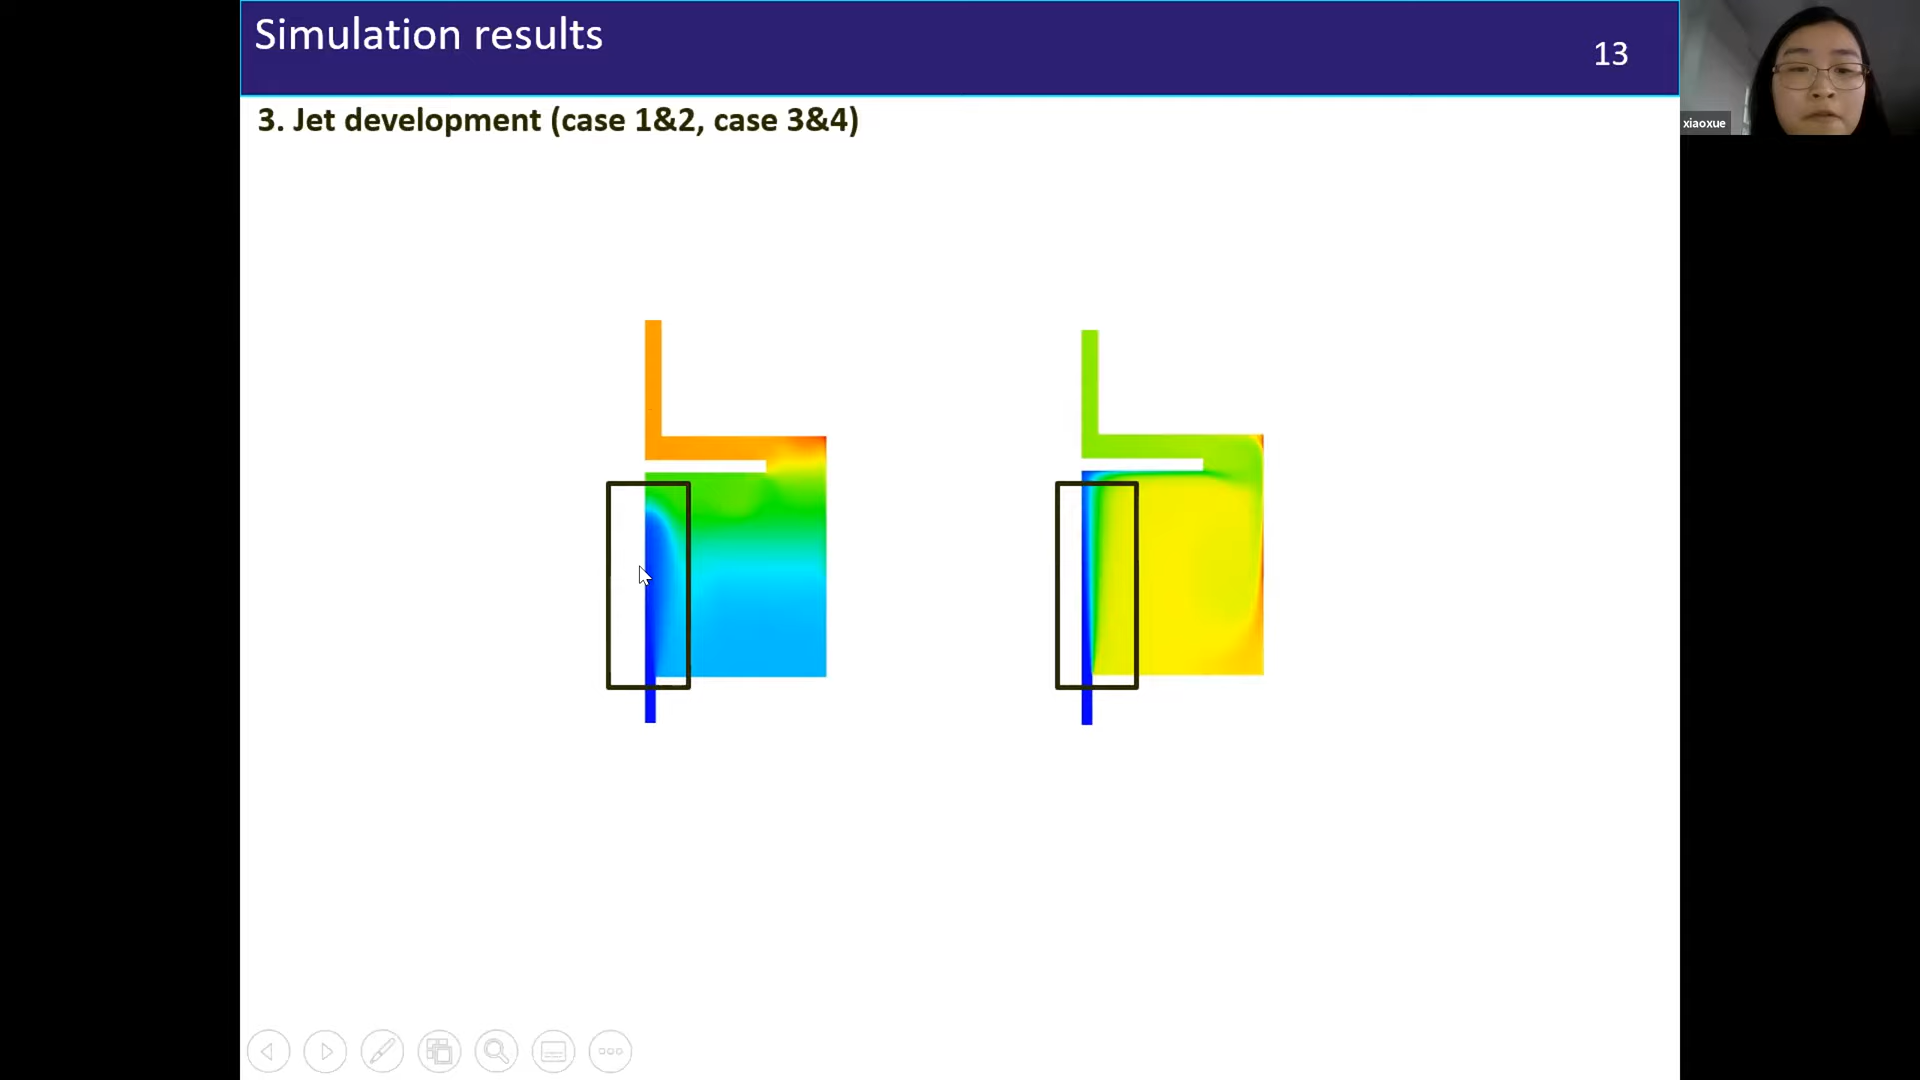 Simulation results
13
3. Jet development (case 1&2, case 3&4)
xiaoxue